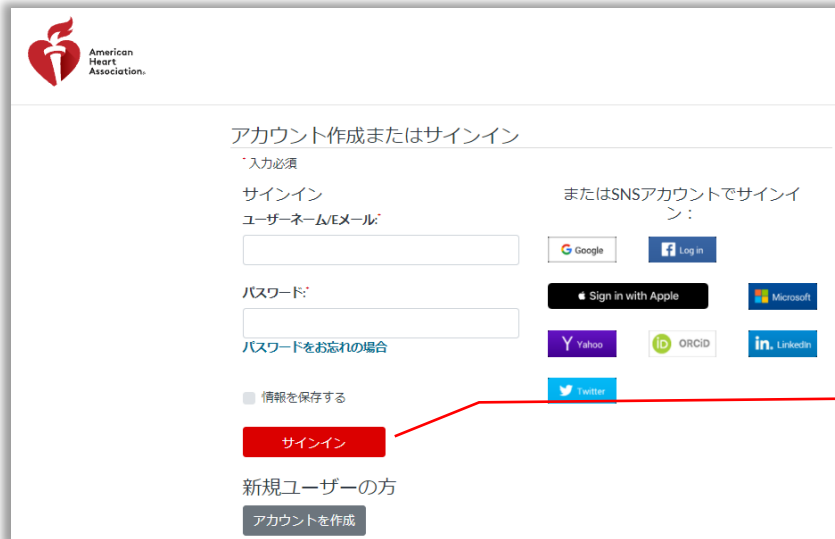 American
Heart
Association®
アカウント作成またはサインイン
*入力必須
サインイン
ユーザーネーム/Eメール:*
パスワード:*
パスワードをお忘れの場合
情報を保存する
サインイン
新規ユーザーの方
アカウントを作成
またはSNSアカウントでサインイ
ン：
G Google
f Log in
Sign in with Apple
Microsoft
Y Yahoo
iD ORCiD
in. LinkedIn
Twitter